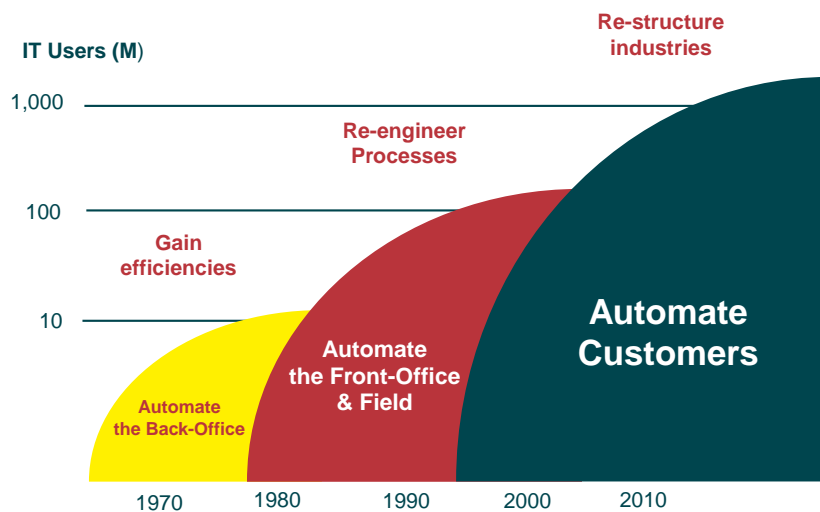 Re-structure
industries
IT Users (M)
1,000
Re-engineer
Processes
100
Gain
efficiencies
10
Automate
Customers
Automate
the Front-Office
& Field
Automate
the Back-Office
1970
1980
1990
2000
2010